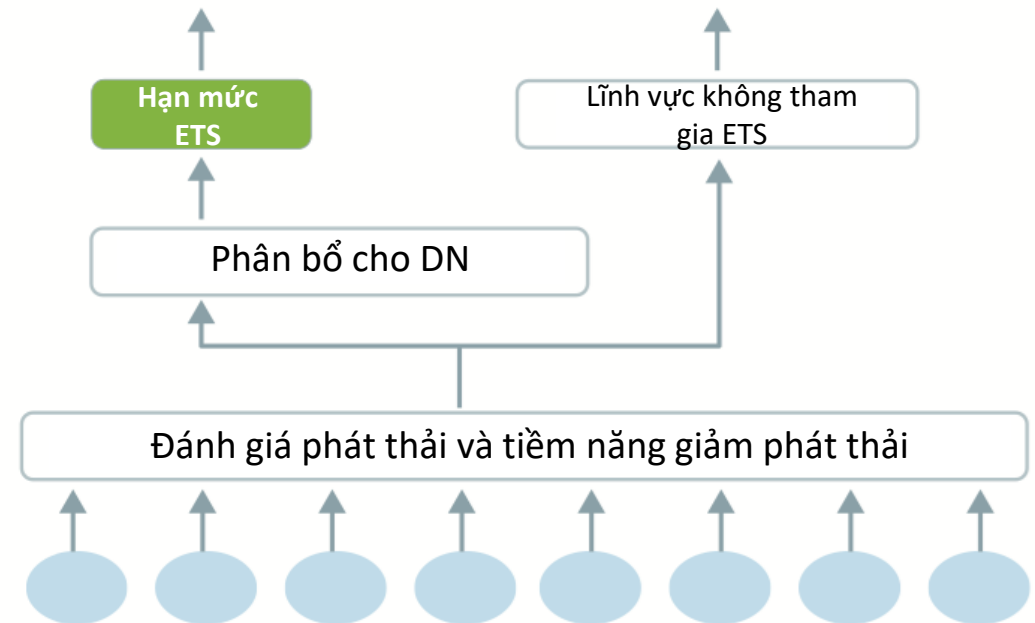 Hạn mức
ETS
Lĩnh vực không tham
gia ETS
Phân bổ cho DN
Đánh giá phát thải và tiềm năng giảm phát thải